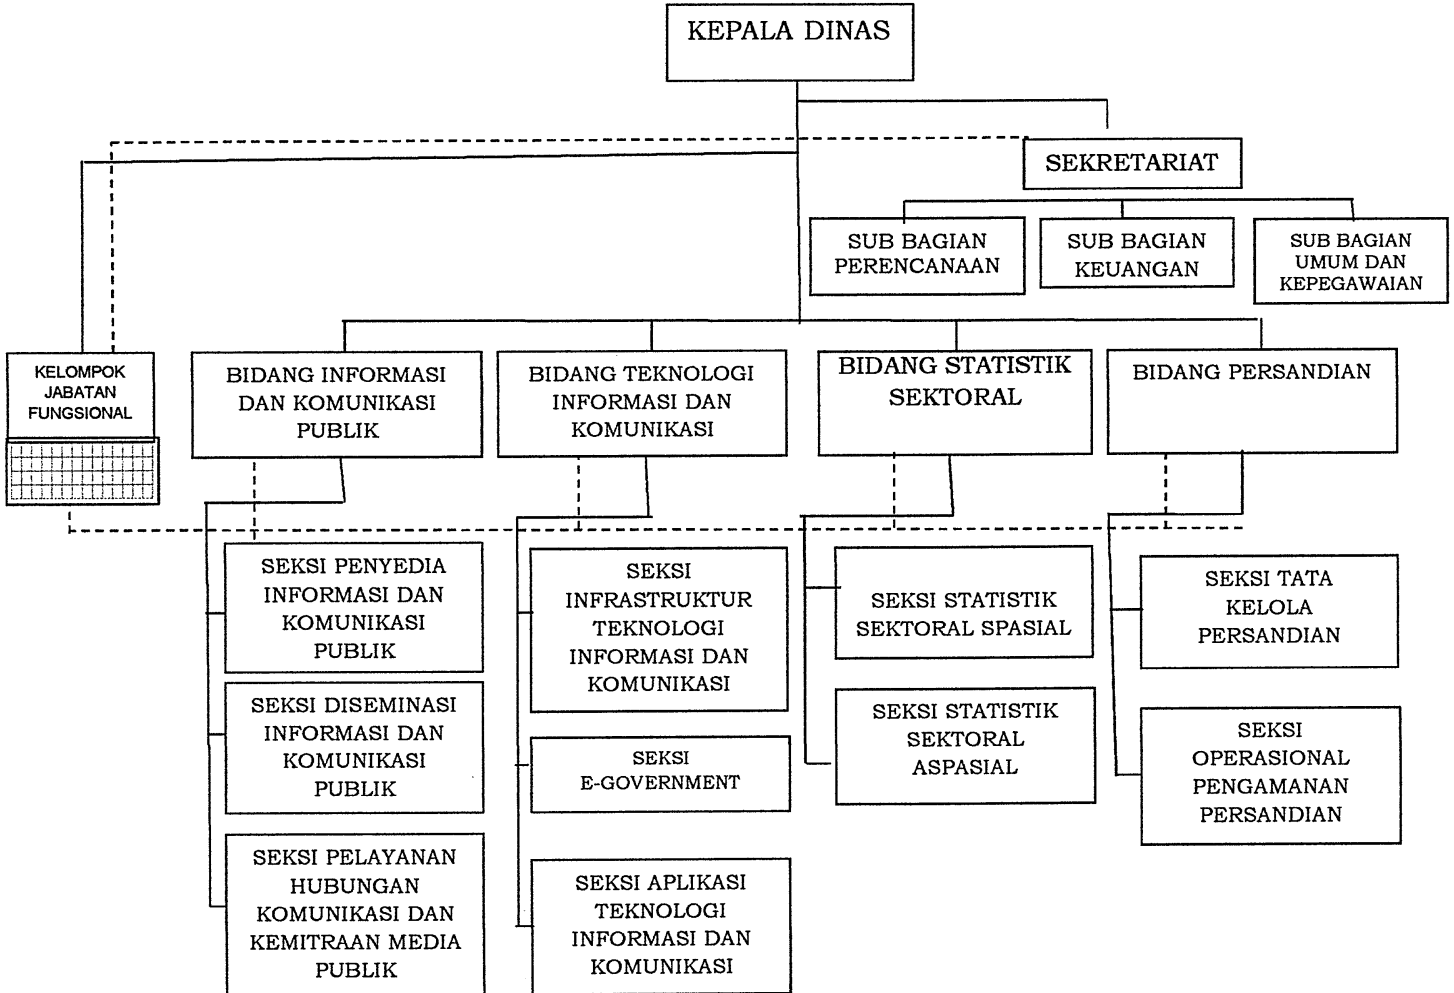 KEPALA DINAS
SEKRETARIAT
SUB BAGIAN
PERENCANAAN
SUB BAGIAN
KEUANGAN
SUB BAGIAN
UMUM DAN
KEPEGAWAIAN
KELOMPOK
JABATAN
FUNGSIONAL
BIDANG INFORMASI
DAN KOMUNIKASI
PUBLIK
BIDANG TEKNOLOGI
INFORMASI DAN
KOMUNIKASI
BIDANG STATISTIK
SEKTORAL
BIDANG PERSANDIAN
SEKSI PENYEDIA
INFORMASI DAN
KOMUNIKASI
PUBLIK
SEKSI DISEMINASI
INFORMASI DAN
KOMUNIKASI
PUBLIK
SEKSI PELAYANAN
HUBUNGAN
KOMUNIKASI DAN
KEMITRAAN MEDIA
PUBLIK
SEKSI
INFRASTRUKTUR
TEKNOLOGI
INFORMASI DAN
KOMUNIKASI
SEKSI
E-GOVERNMENT
SEKSI APLIKASI
TEKNOLOGI
INFORMASI DAN
KOMUNIKASI
SEKSI STATISTIK
SEKTORAL SPASIAL
SEKSI STATISTIK
SEKTORAL
ASPASIAL
SEKSI TATA
KELOLA
PERSANDIAN
SEKSI
OPERASIONAL
PENGAMANAN
PERSANDIAN